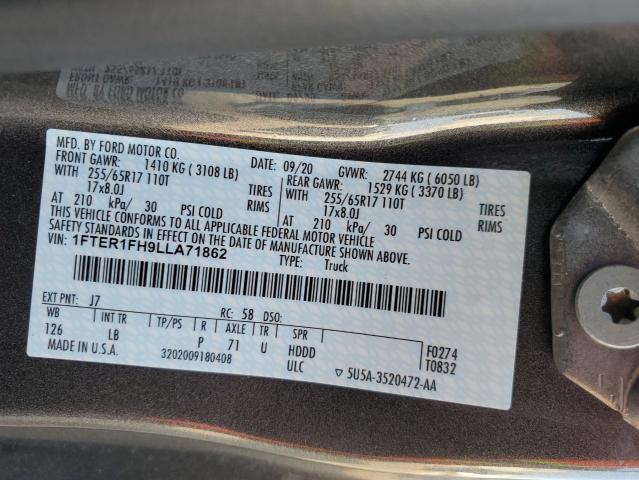 MFD. BY FORD MOTOR CO.
DATE: 09/20 GVWR: 2744 KG ( 6050 LB)
FRONT GAWR: 1410 KG ( 3108 LB) REAR GAWR: 1529 KG ( 3370 LB)
WITH 255/65R17 110T TIRES WITH 255/65R17 110T TIRES
17x8.0J RIMS 17x8.0J RIMS
AT 210 kPa/ 30 PSI COLD AT 210 kPa/ 30 PSI COLD
THIS VEHICLE CONFORMS TO ALL APPLICABLE FEDERAL MOTOR VEHICLE
SAFETY STANDARDS IN EFFECT ON THE DATE OF MANUFACTURE SHOWN ABOVE.
VIN: 1FTER1FH9LLA71862
TYPE: Truck
EXT PNT: J7 RC: 58 DSO:
WB INT TR TP/PS R AXLE TR SPR
126 LB P 71 U HDDD F0274
ULC T0832
MADE IN U.S.A. 3202009180408 ▽ 5U5A-3520472-AA